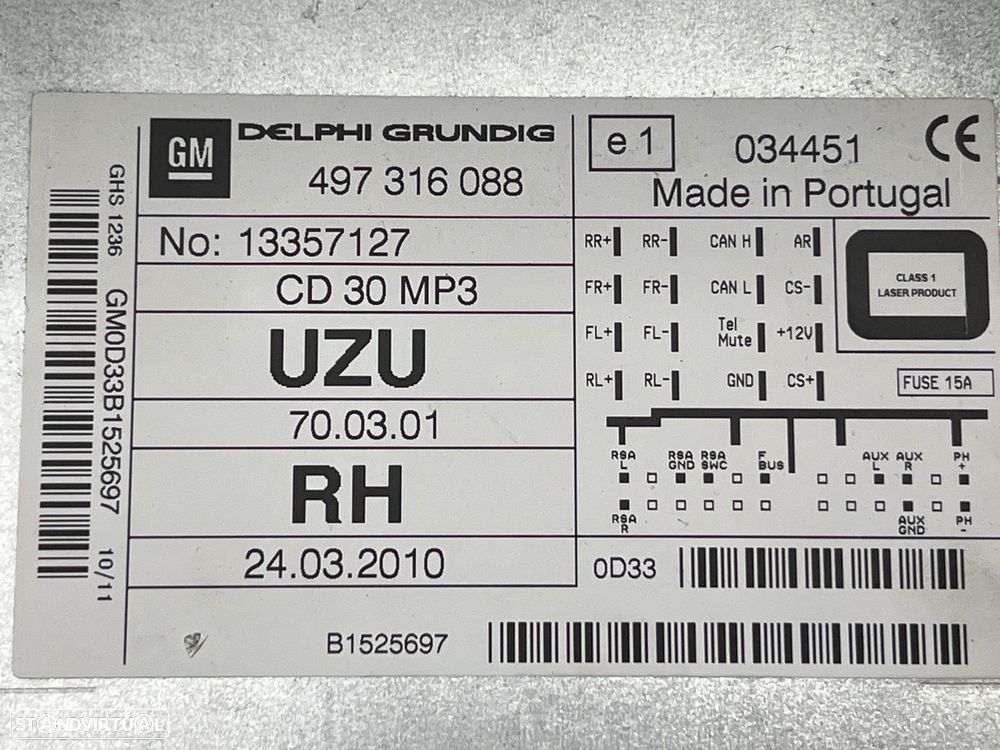 GM
DELPHI GRUNDIG
497 316 088
No: 13357127
CD 30 MP3
UZU
70.03.01
RH
24.03.2010
GHS 1236
GM0D33B1525697
10/11
e 1
034451
CE
Made in Portugal
RR+ RR- CAN H AR
FR+ FR- CAN L CS-
FL+ FL- Tel Mute +12V
RL+ RL- GND CS+
CLASS 1
LASER PRODUCT
FUSE 15A
RSA L RSA GND RSA SWC F BUS AUX L AUX R PH +
RSA R AUX GND PH -
0D33
B1525697
STANDVIRTUAL